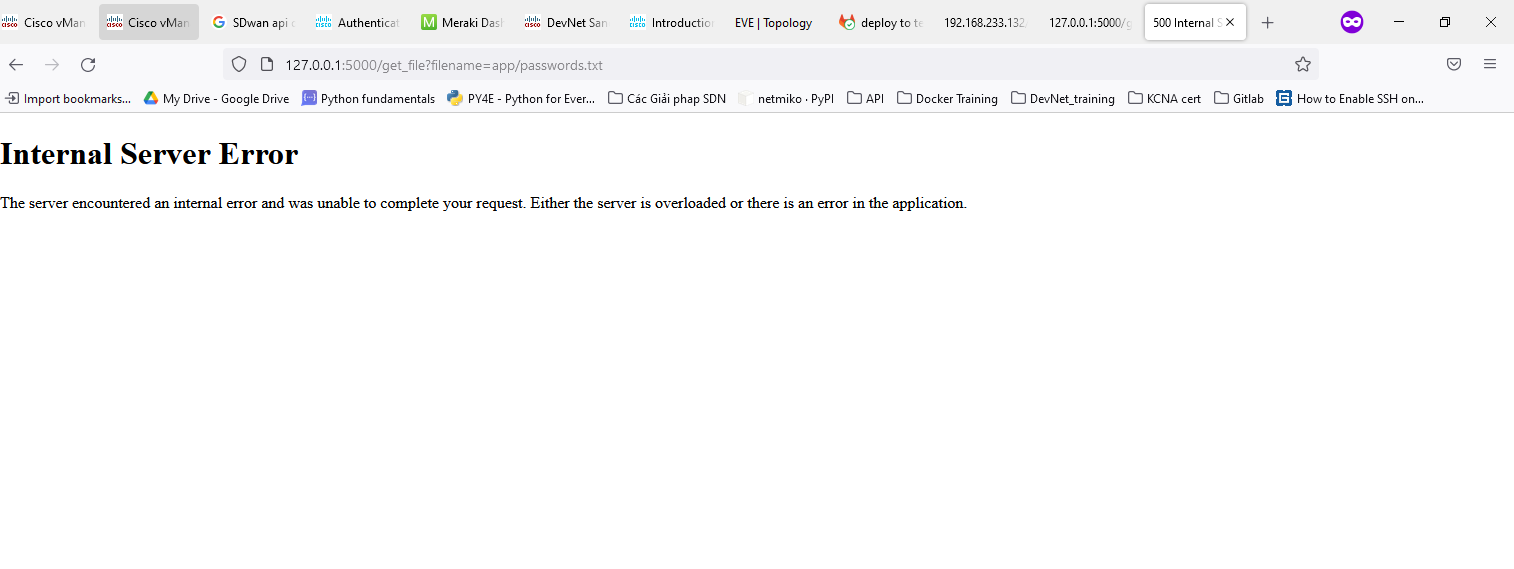 Cisco vMan Cisco vMan SDwan api Authenticat Meraki Das DevNet San Introduction EVE | Topology deploy to te 192.168.233.132/ 127.0.0.1:5000/g 500 Internal S
127.0.0.1:5000/get_file?filename=app/passwords.txt
Import bookmarks... My Drive - Google Drive Python fundamentals PY4E - Python for Ever... Các Giải phap SDN netmiko · PyPI API Docker Training DevNet_training KCNA cert Gitlab How to Enable SSH on...
Internal Server Error
The server encountered an internal error and was unable to complete your request. Either the server is overloaded or there is an error in the application.